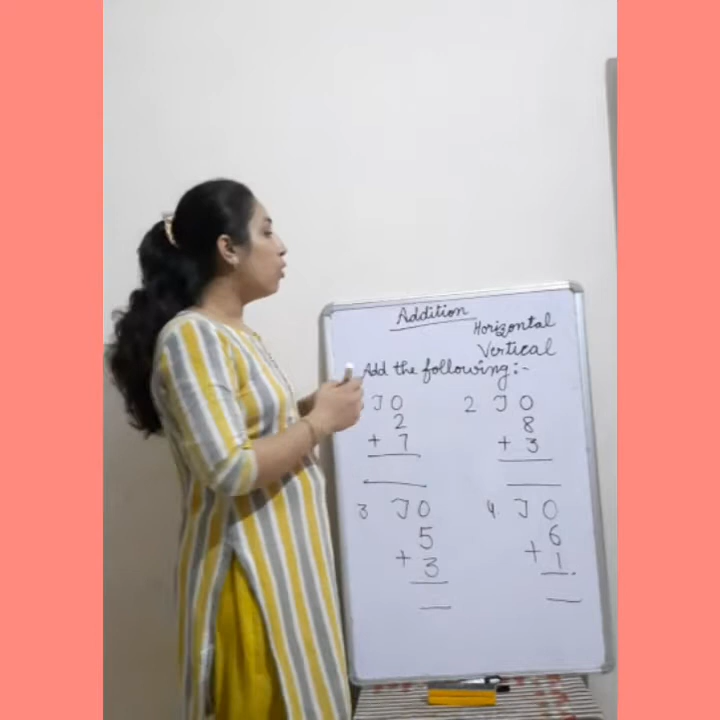 Addition
Horizontal
Vertical
Add the following:-
T O
2
+ 7
2 T O
8
+ 3
3 T O
5
+ 3
4 T O
6
+ 1